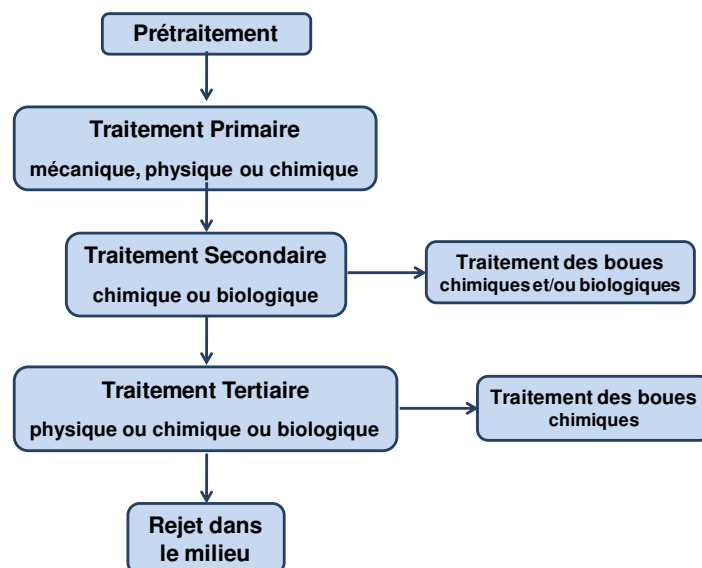 Prétraitement
Traitement Primaire
mécanique, physique ou chimique
Traitement Secondaire
chimique ou biologique
Traitement des boues
chimiques et/ou biologiques
Traitement Tertiaire
physique ou chimique ou biologique
Traitement des boues
chimiques
Rejet dans
le milieu